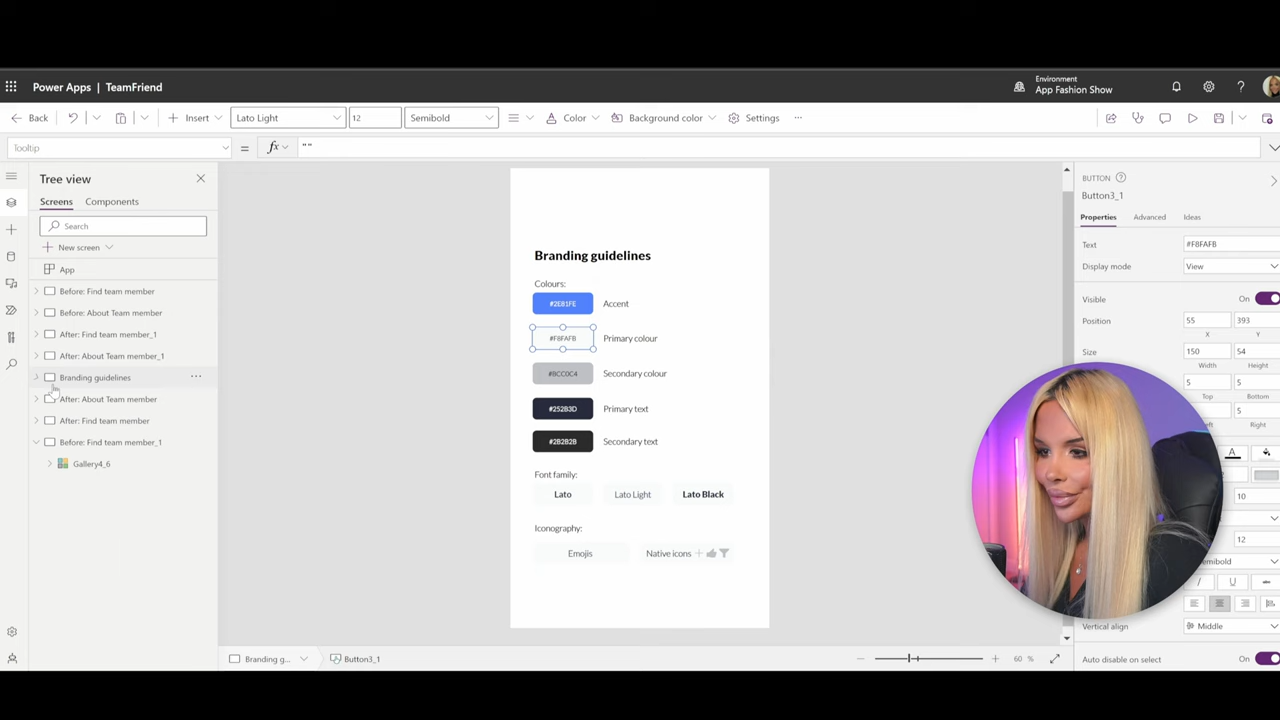 Power Apps | TeamFriend
Environment
App Fashion Show
Back
Insert
Lato Light
12
Semibold
Color
Background color
Settings
Tooltip
=
fx
""
Tree view
Screens
Components
Search
New screen
App
Before: Find team member
Before: About Team member
After: Find team member_1
After: About Team member_1
Branding guidelines
After: About Team member
After: Find team member
Before: Find team member_1
Gallery4_6
Branding guidelines
Colours:
#2E81FE Accent
#F8FAFB Primary colour
#BCC0C4 Secondary colour
#252B3D Primary text
#2B2B2B Secondary text
Font family:
Lato
Lato Light
Lato Black
Iconography:
Emojis
Native icons
BUTTON
Button3_1
Properties
Advanced
Ideas
Text #F8FAFB
Display mode View
Visible On
Position 55 393
X Y
Size 150 54
Width Height
5 5
Top
5
Bottom
5
Right
10
12
Semibold
Vertical align Middle
Auto disable on select On
Branding g...
Button3_1
60 %